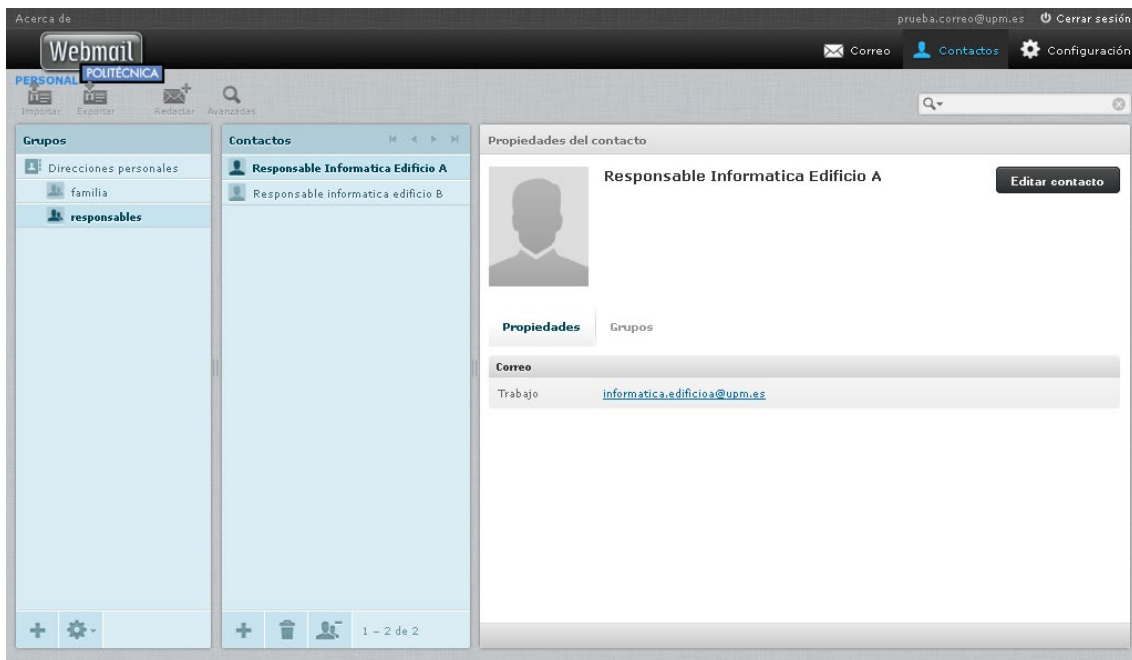 Acerca de prueba.correo@upm.es Cerrar sesión
Webmail
POLITÉCNICA
PERSONAL
Correo Contactos Configuración
Importar Exportar Redactar Avanzadas
Grupos
Direcciones personales
familia
responsables
Contactos
Responsable Informatica Edificio A
Responsable informatica edificio B
1 – 2 de 2
Propiedades del contacto
Responsable Informatica Edificio A
Editar contacto
Propiedades Grupos
Correo
Trabajo informatica.edificioa@upm.es